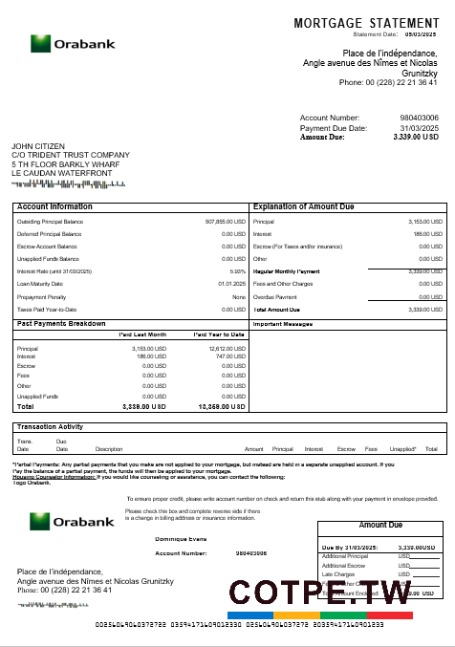 MORTGAGE STATEMENT
Statement Date: 05/03/2025
Orabank
Place de l'indépendance,
Angle avenue des Nîmes et Nicolas
Grunitzky
Phone: 00 (228) 22 21 36 41
Account Number: 980403006
Payment Due Date: 31/03/2025
Amount Due: 3.339.00 USD
JOHN CITIZEN
C/O TRIDENT TRUST COMPANY
5 TH FLOOR BARKLY WHARF
LE CAUDAN WATERFRONT
Account Information
Outsiding Principal Balance 507,855.00 USD
Deferred Principal Balance 0.00 USD
Escrow Account Balance 0.00 USD
Unapplied Funds Balance 0.00 USD
Interest Rate (until 31/03/2025)
Loan Maturity Date 01.01.2025
Prepayment Penalty None
Taxes Paid Year-to-Date 0.00 USD
Explanation of Amount Due
Principal 3,153.00 USD
Interest 186.00 USD
Escrow (For Taxes and/or insurance) 0.00 USD
Other 0.00 USD
Regular Monthly Payment 3,339.00 USD
Fees and Other Charges 0.00 USD
Overdue Payment 0.00 USD
Total Amount Due 3,339.00 USD
Past Payments Breakdown
Paid Last Month Paid Year to Date
Principal 3,153.00 USD 12,612.00 USD
Interest 186.00 USD 747.00 USD
Escrow 0.00 USD 0.00 USD
Fees 0.00 USD 0.00 USD
Other 0.00 USD 0.00 USD
Unapplied Funds 0.00 USD 0.00 USD
Total 3,339.00 USD 13,359.00 USD
Important Messages
Transaction Activity
Trans. Date Due Date Description Amount Principal Interest Escrow Fees Unapplied* Total
*Partial Payments: Any partial payments that you make are not applied to your mortgage, but instead are held in a separate unapplied account. If you
Pay the balance of a partial payment, the funds will then be applied to your mortgage.
Housing Counselor Information: If you would like counseling or assistance, you can contact the following:
Togo Orabank.
To ensure proper credit, please write account number on check and return this stub along with your payment in envelope provided.
Orabank
Please check this box and complete reverse side if there
is a change in billing address or insurance information.
Dominique Evans
Account Number: 980403006
Place de l'indépendance,
Angle avenue des Nîmes et Nicolas Grunitzky
Phone: 00 (228) 22 21 36 41
Amount Due
Due By 31/03/2025: 3,339.00USD
Additional Principal USD
Additional Escrow USD
Late Charges
COTPE.TW